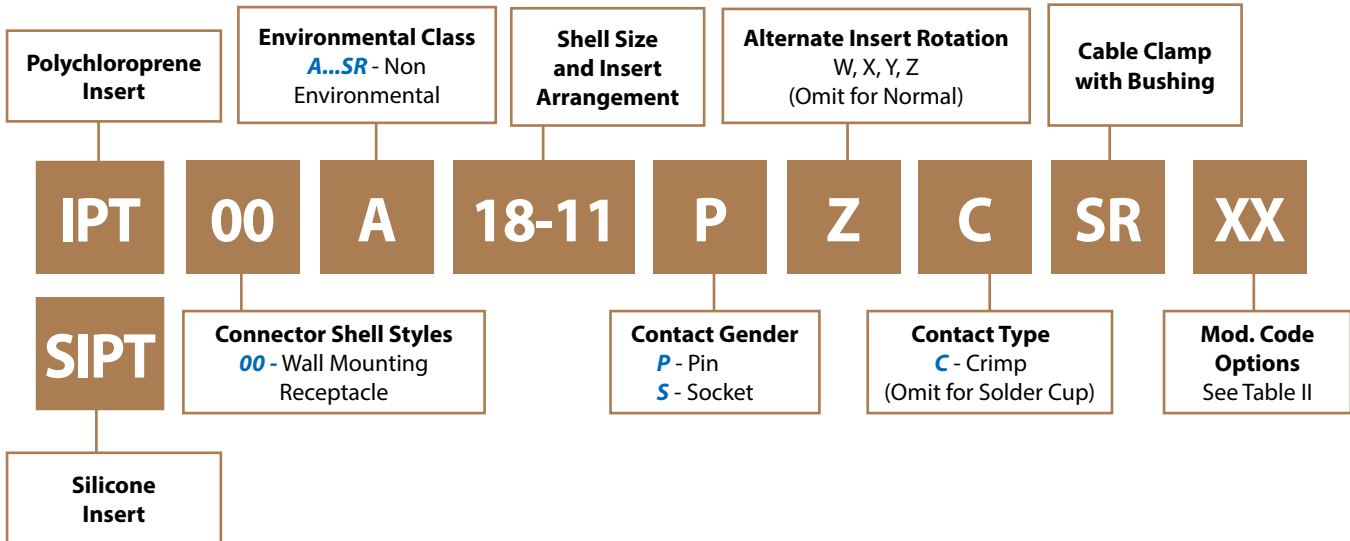 Polychloroprene
Insert
Environmental Class
A...SR - Non
Environmental
Shell Size
and Insert
Arrangement
Alternate Insert Rotation
W, X, Y, Z
(Omit for Normal)
Cable Clamp
with Bushing
IPT 00 A 18-11 P Z C SR XX
SIPT
Connector Shell Styles
00 - Wall Mounting
Receptacle
Contact Gender
P - Pin
S - Socket
Contact Type
C - Crimp
(Omit for Solder Cup)
Mod. Code
Options
See Table II
Silicone
Insert